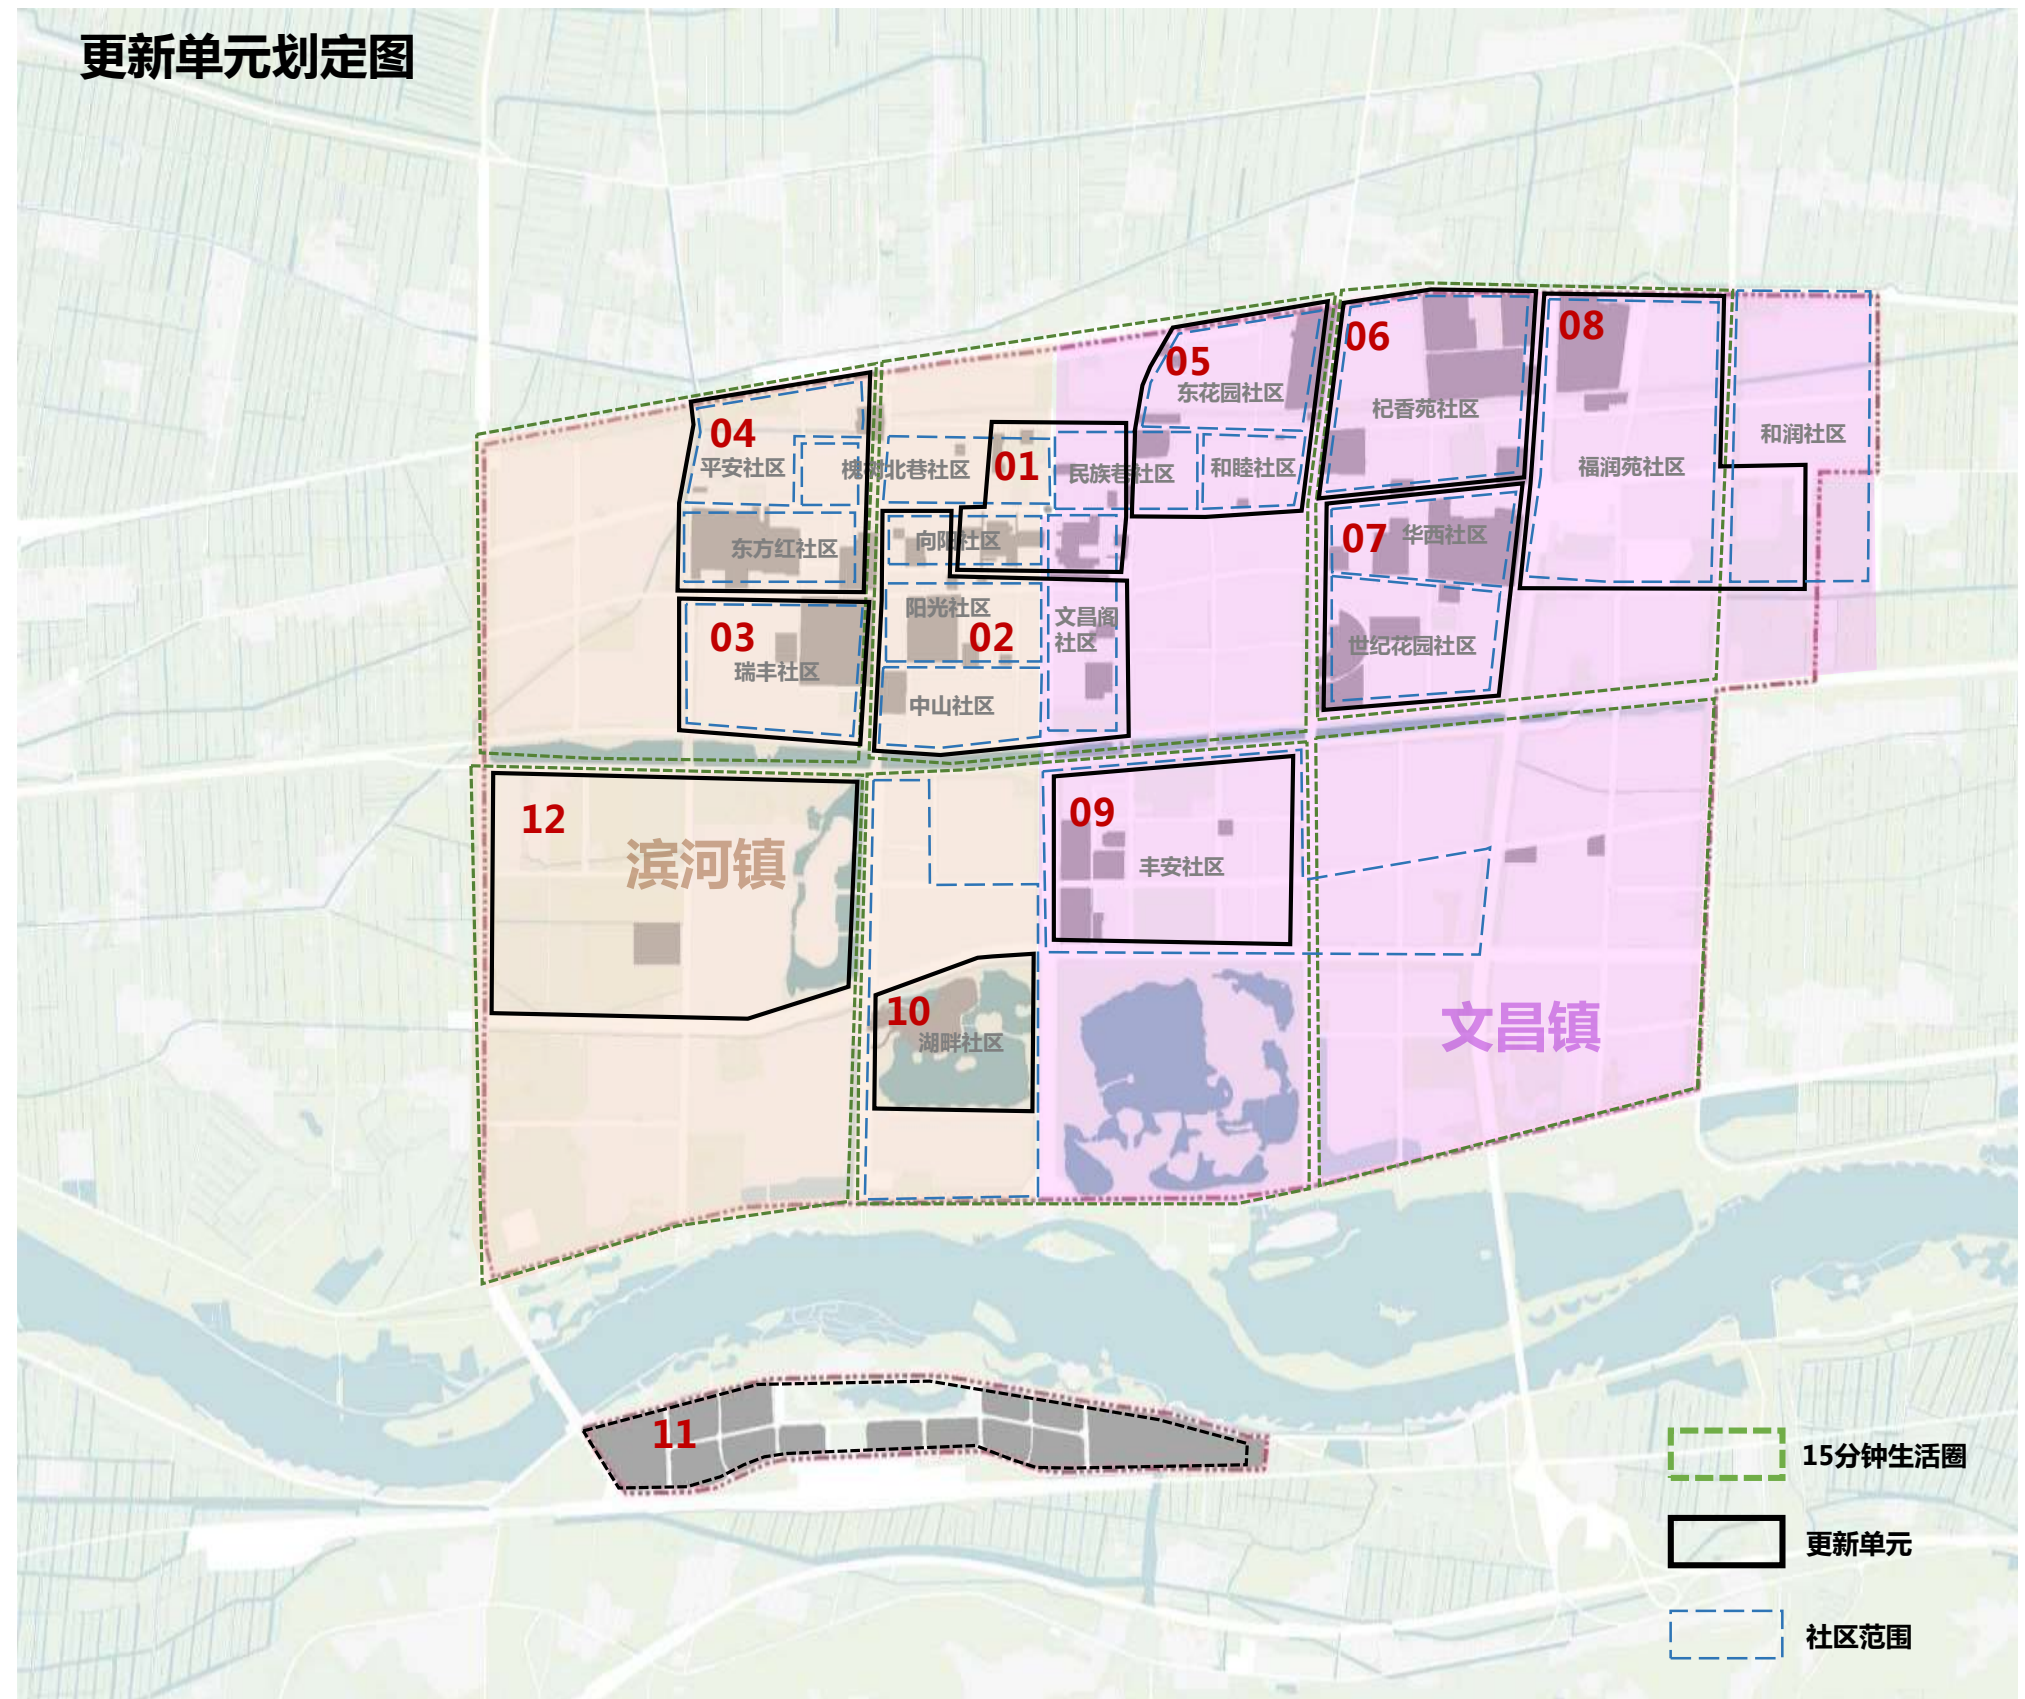 更新单元划定图
05
东花园社区
06
杞香苑社区
08
福润苑社区
和润社区
04
平安社区
槐树北巷社区
01
民族巷社区
和睦社区
东方红社区
向阳社区
07
华西社区
03
瑞丰社区
阳光社区
02
文昌阁
社区
世纪花园社区
中山社区
12
滨河镇
09
丰安社区
10
湖畔社区
文昌镇
11
15分钟生活圈
更新单元
社区范围